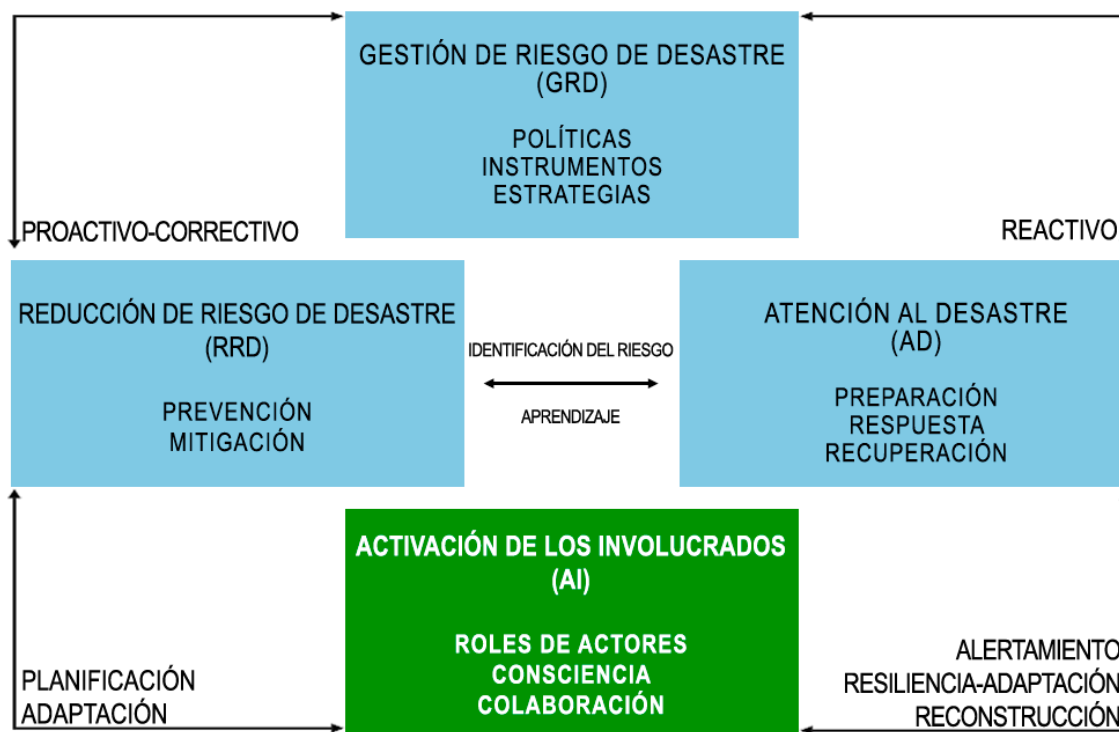 GESTIÓN DE RIESGO DE DESASTRE
(GRD)
POLÍTICAS
INSTRUMENTOS
ESTRATEGIAS
PROACTIVO-CORRECTIVO
REACTIVO
REDUCCIÓN DE RIESGO DE DESASTRE
(RRD)
PREVENCIÓN
MITIGACIÓN
IDENTIFICACIÓN DEL RIESGO
APRENDIZAJE
ATENCIÓN AL DESASTRE
(AD)
PREPARACIÓN
RESPUESTA
RECUPERACIÓN
ACTIVACIÓN DE LOS INVOLUCRADOS
(AI)
ROLES DE ACTORES
CONSCIENCIA
COLABORACIÓN
PLANIFICACIÓN
ADAPTACIÓN
ALERTAMIENTO
RESILIENCIA-ADAPTACIÓN
RECONSTRUCCIÓN